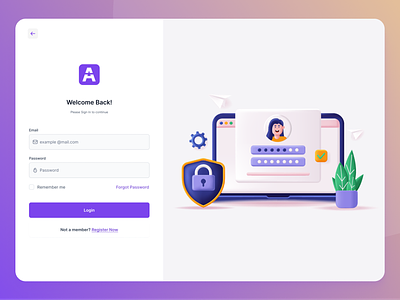 A
Welcome Back!
Please Sign in to continue
Email
example@mail.com
Password
Password
Remember me
Forgot Password
Login
Not a member? Register Now